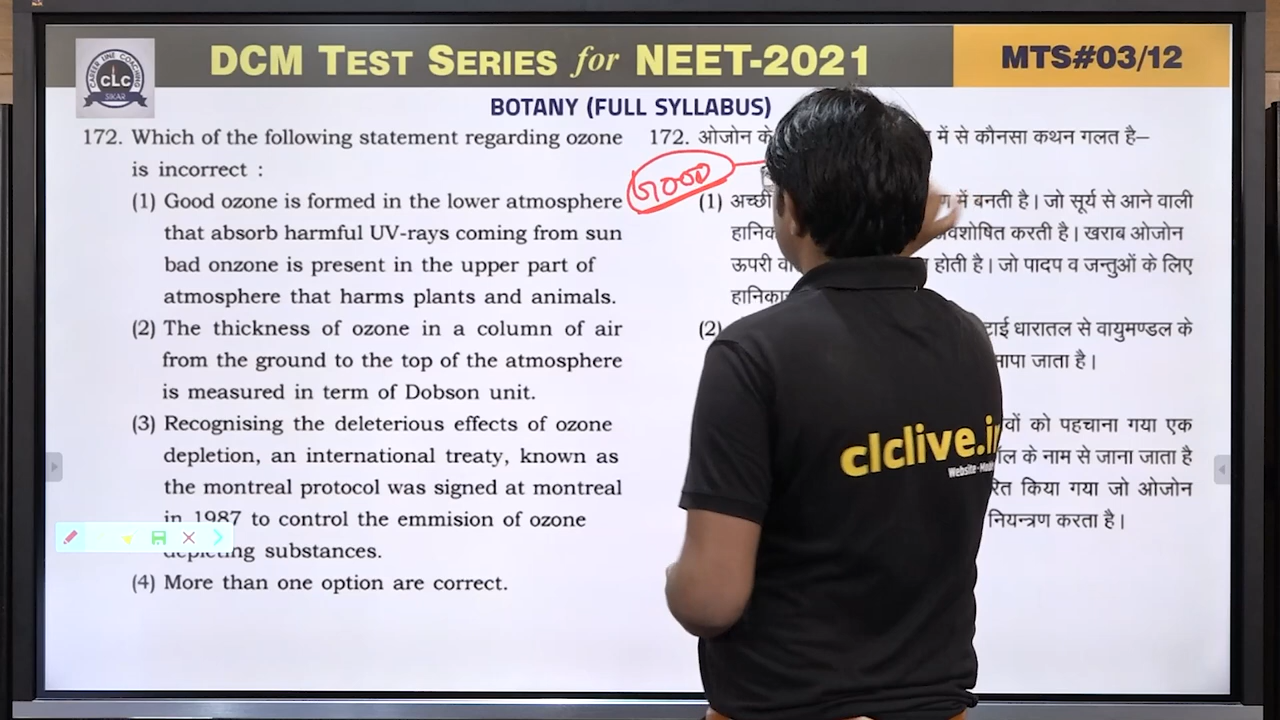 CAREER LINE COACHING
CLC
SIKAR
DCM TEST SERIES for NEET-2021
MTS#03/12
BOTANY (FULL SYLLABUS)
172. Which of the following statement regarding ozone
is incorrect :
(1) Good ozone is formed in the lower atmosphere
that absorb harmful UV-rays coming from sun
bad onzone is present in the upper part of
atmosphere that harms plants and animals.
(2) The thickness of ozone in a column of air
from the ground to the top of the atmosphere
is measured in term of Dobson unit.
(3) Recognising the deleterious effects of ozone
depletion, an international treaty, known as
the montreal protocol was signed at montreal
in 1987 to control the emmision of ozone
depleting substances.
(4) More than one option are correct.
172. ओजोन के में से कौनसा कथन गलत है–
GOOD
(1) अच्छी में बनती है। जो सूर्य से आने वाली
अवशोषित करती है। खराब ओजोन
ऊपरी होती है। जो पादप व जन्तुओं के लिए
(2) धारातल से वायुमण्डल के
मापा जाता है।
को पहचाना गया एक
के नाम से जाना जाता है
किया गया जो ओजोन
नियन्त्रण करता है।
clclive.i